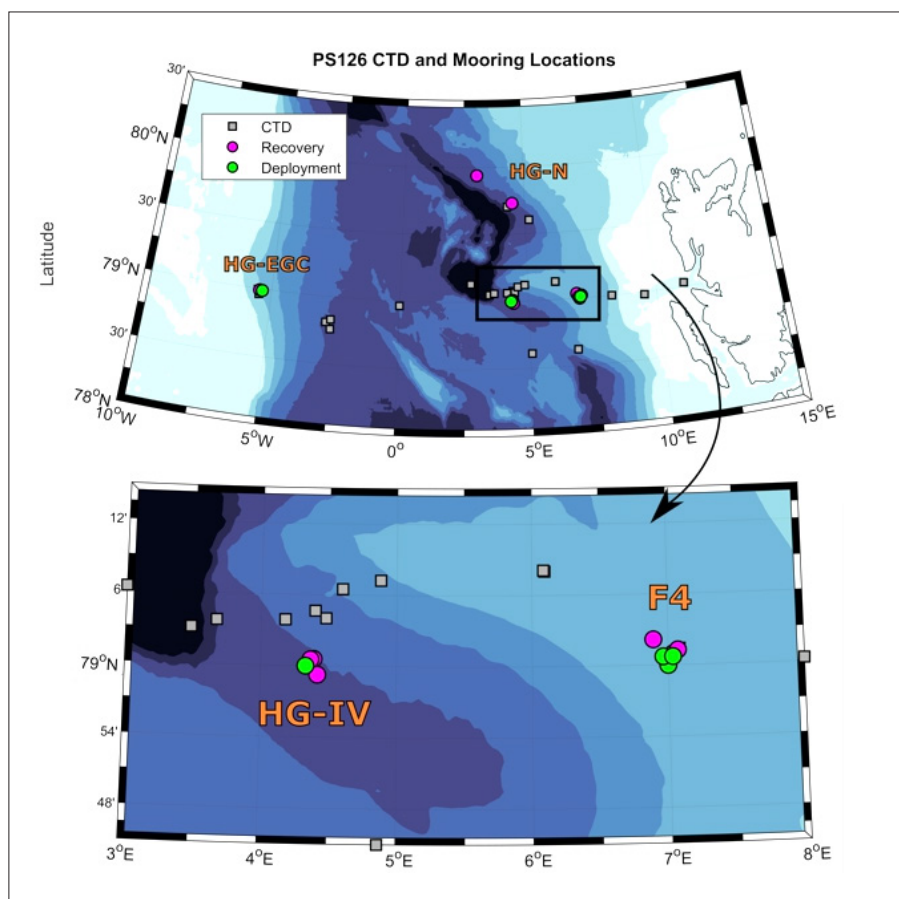 PS126 CTD and Mooring Locations
30'
80°N
30'
79°N
30'
78°N
Latitude
CTD
Recovery
Deployment
HG-N
HG-EGC
10°W
5°W
0°
5°E
10°E
15°E
12'
6'
79°N
54'
48'
F4
HG-IV
3°E
4°E
5°E
6°E
7°E
8°E